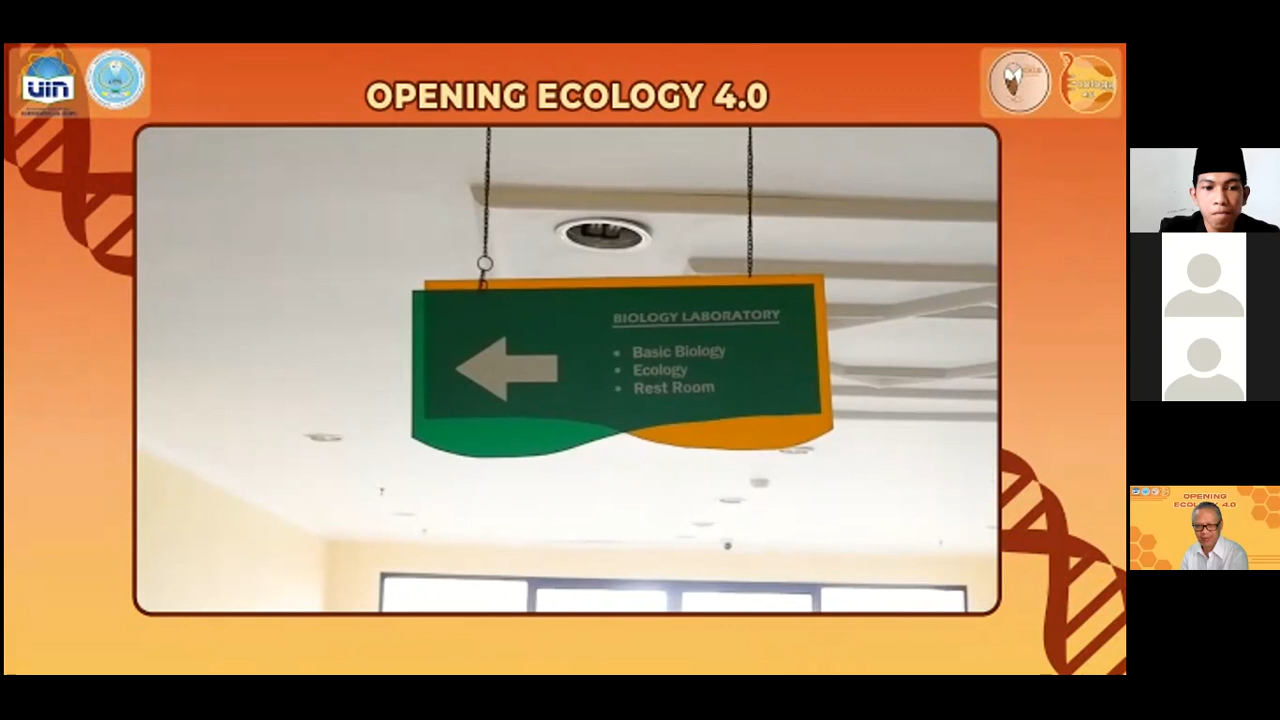 OPENING ECOLOGY 4.0
uin
BIOLOGY LABORATORY
• Basic Biology
• Ecology
• Rest Room
OPENING
ECOLOGY 4.0